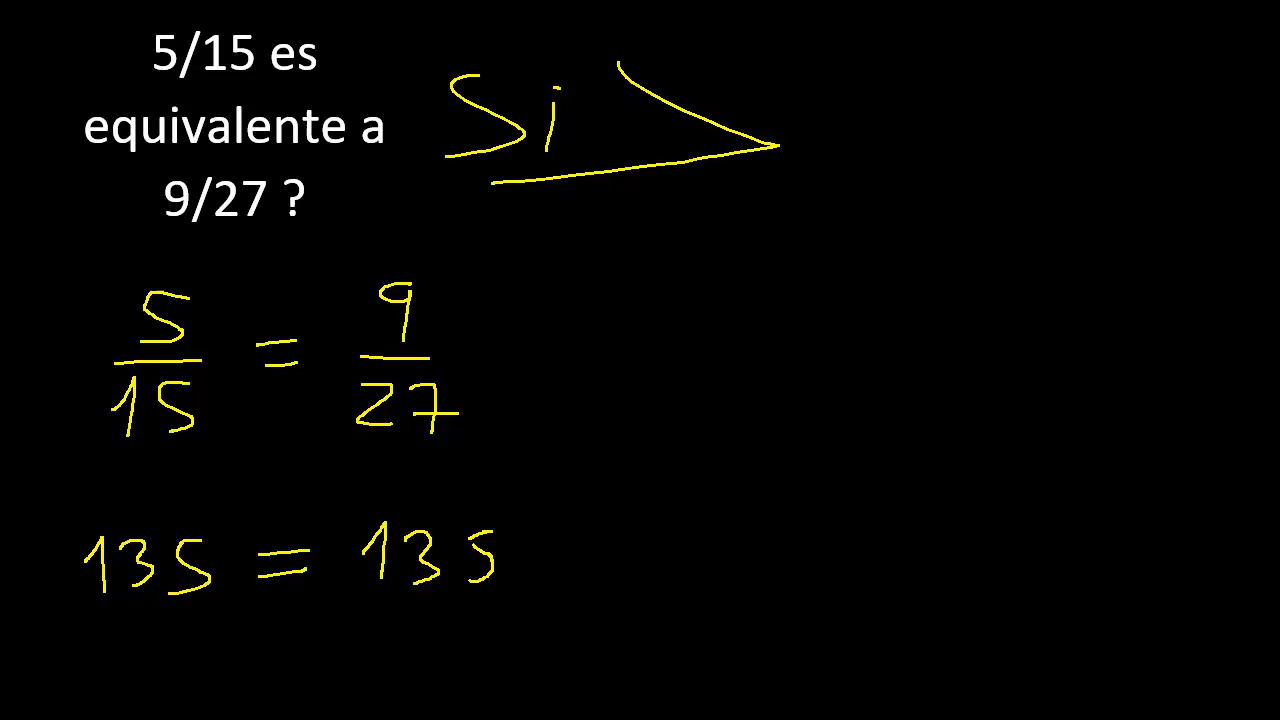 5/15 es
equivalente a
9/27 ?
Si
5/15 = 9/27
135 = 135